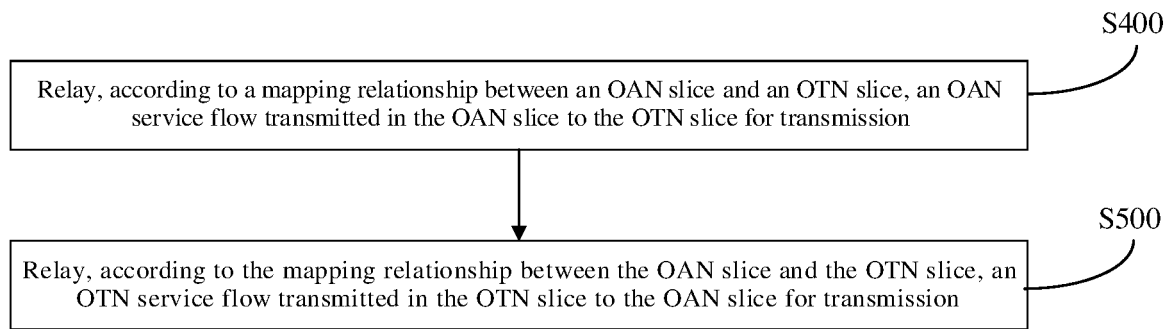 S400
Relay, according to a mapping relationship between an OAN slice and an OTN slice, an OAN
service flow transmitted in the OAN slice to the OTN slice for transmission
S500
Relay, according to the mapping relationship between the OAN slice and the OTN slice, an
OTN service flow transmitted in the OTN slice to the OAN slice for transmission